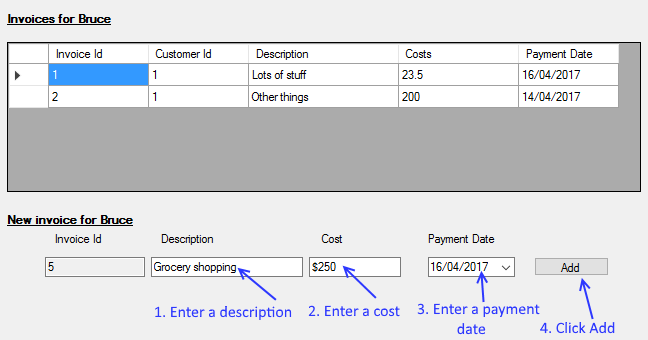 Invoices for Bruce
Invoice Id Customer Id Description Costs Payment Date
1 1 Lots of stuff 23.5 16/04/2017
2 1 Other things 200 14/04/2017
New invoice for Bruce
Invoice Id Description Cost Payment Date
5 Grocery shopping $250 16/04/2017 Add
1. Enter a description 2. Enter a cost 3. Enter a payment
date 4. Click Add